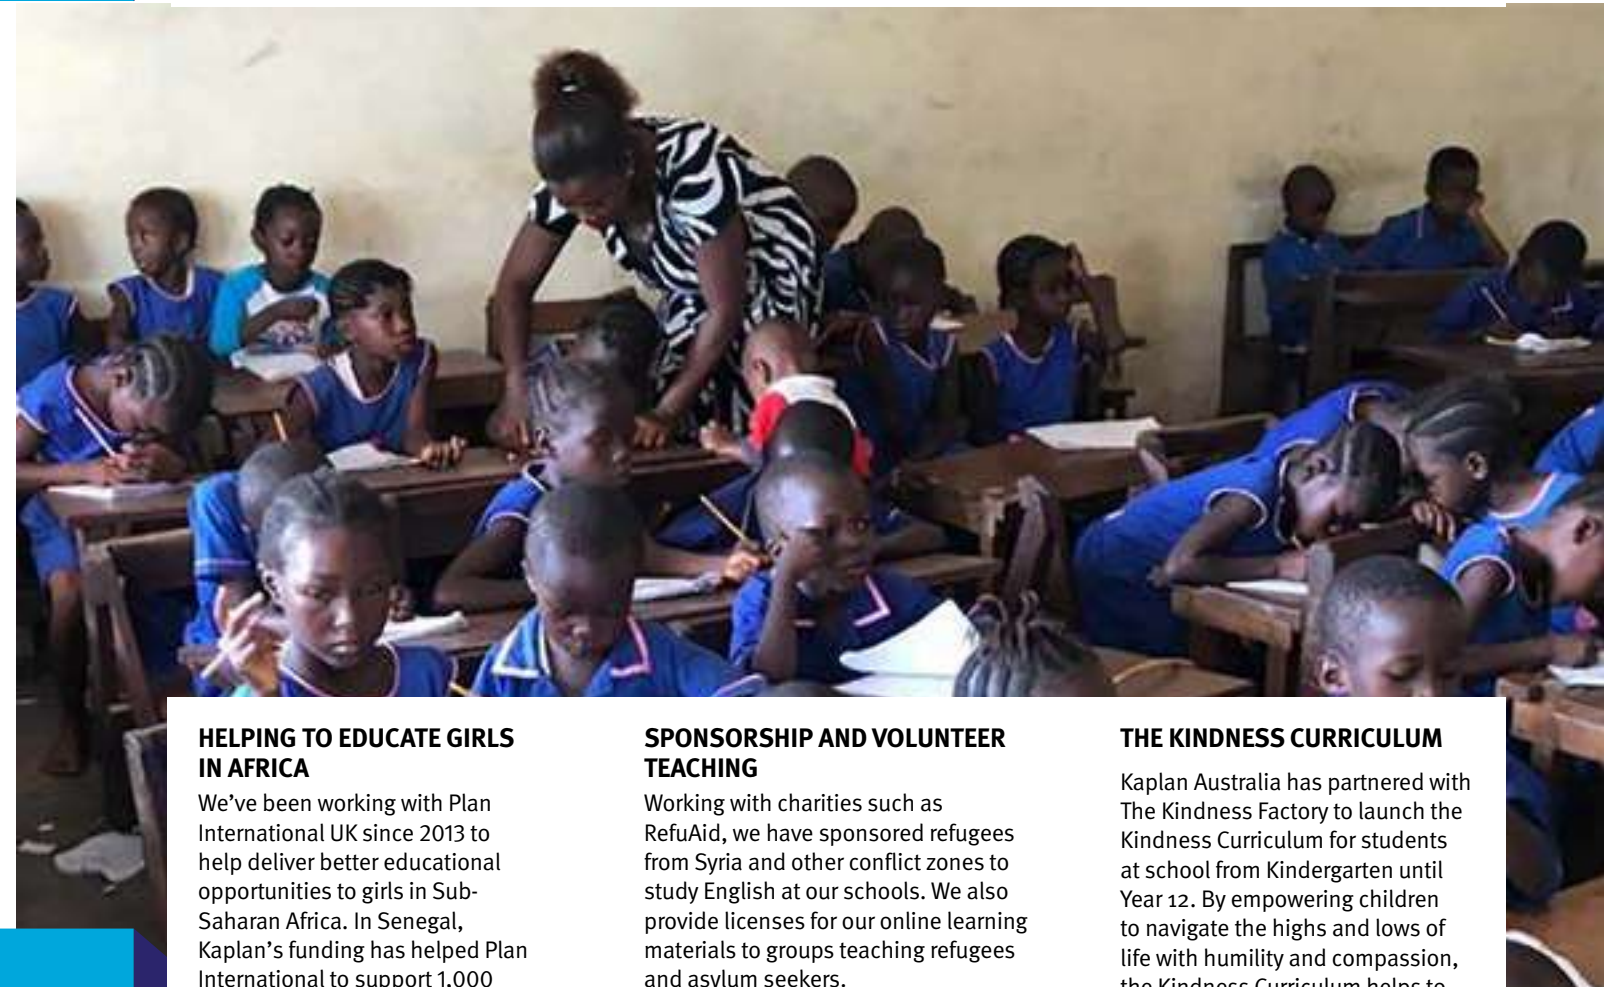 HELPING TO EDUCATE GIRLS
IN AFRICA
We’ve been working with Plan
International UK since 2013 to
help deliver better educational
opportunities to girls in Sub-
Saharan Africa. In Senegal,
Kaplan’s funding has helped Plan
International to support 1,000
SPONSORSHIP AND VOLUNTEER
TEACHING
Working with charities such as
RefuAid, we have sponsored refugees
from Syria and other conflict zones to
study English at our schools. We also
provide licenses for our online learning
materials to groups teaching refugees
and asylum seekers.
THE KINDNESS CURRICULUM
Kaplan Australia has partnered with
The Kindness Factory to launch the
Kindness Curriculum for students
at school from Kindergarten until
Year 12. By empowering children
to navigate the highs and lows of
life with humility and compassion,
the Kindness Curriculum helps to